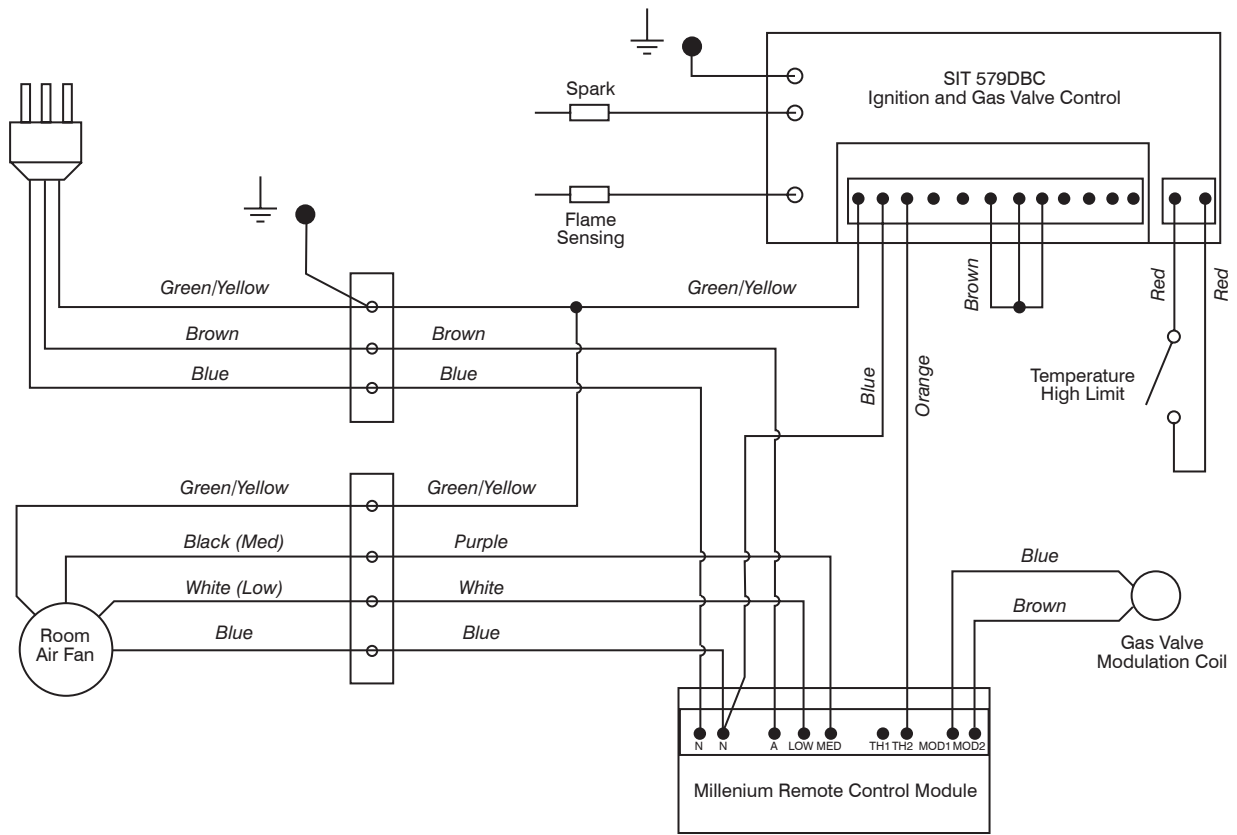 SIT 579DBC
Ignition and Gas Valve Control
Spark
Flame
Sensing
Green/Yellow
Green/Yellow
Brown
Red
Red
Brown
Brown
Blue
Blue
Blue
Orange
Temperature
High Limit
Green/Yellow
Green/Yellow
Black (Med)
Purple
White (Low)
White
Blue
Blue
Room
Air Fan
Blue
Brown
Gas Valve
Modulation Coil
N N A LOW MED TH1 TH2 MOD1 MOD2
Millenium Remote Control Module